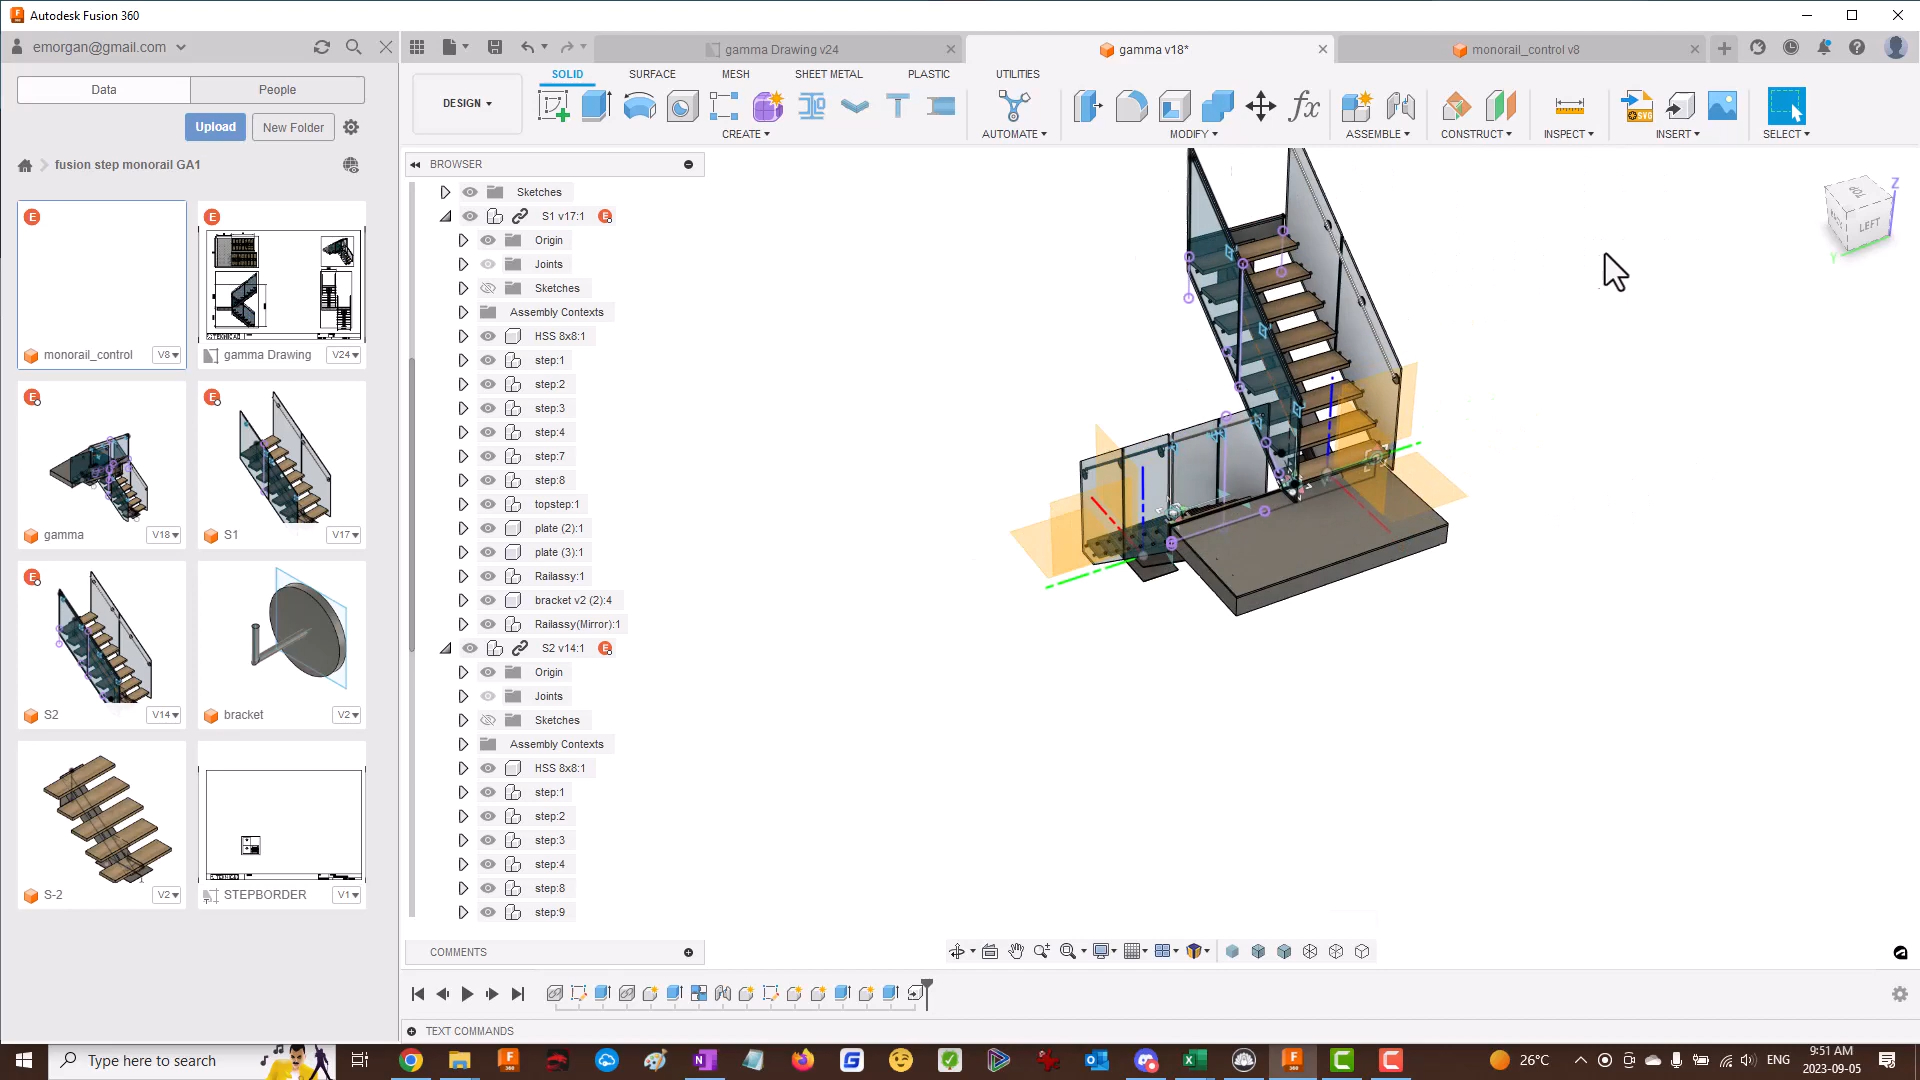 Autodesk Fusion 360
emorgan@gmail.com
gamma Drawing v24
gamma v18*
monorail_control v8
Data
People
SOLID
SURFACE
MESH
SHEET METAL
PLASTIC
UTILITIES
DESIGN
CREATE
AUTOMATE
MODIFY
ASSEMBLE
CONSTRUCT
INSPECT
INSERT
SELECT
Upload
New Folder
fusion step monorail GA1
BROWSER
Sketches
S1 v17:1
Origin
Joints
Sketches
Assembly Contexts
HSS 8x8:1
step:1
step:2
step:3
step:4
step:7
step:8
topstep:1
plate (2):1
plate (3):1
Railassy:1
bracket v2 (2):4
Railassy(Mirror):1
S2 v14:1
Origin
Joints
Sketches
Assembly Contexts
HSS 8x8:1
step:1
step:2
step:3
step:4
step:8
step:9
monorail_control V8
gamma Drawing V24
gamma V18
S1 V17
S2 V14
bracket V2
S-2 V2
STEPBORDER V1
TOP
LEFT
BACK
Z
Y
COMMENTS
TEXT COMMANDS
Type here to search
26°C
ENG
9:51 AM
2023-09-05